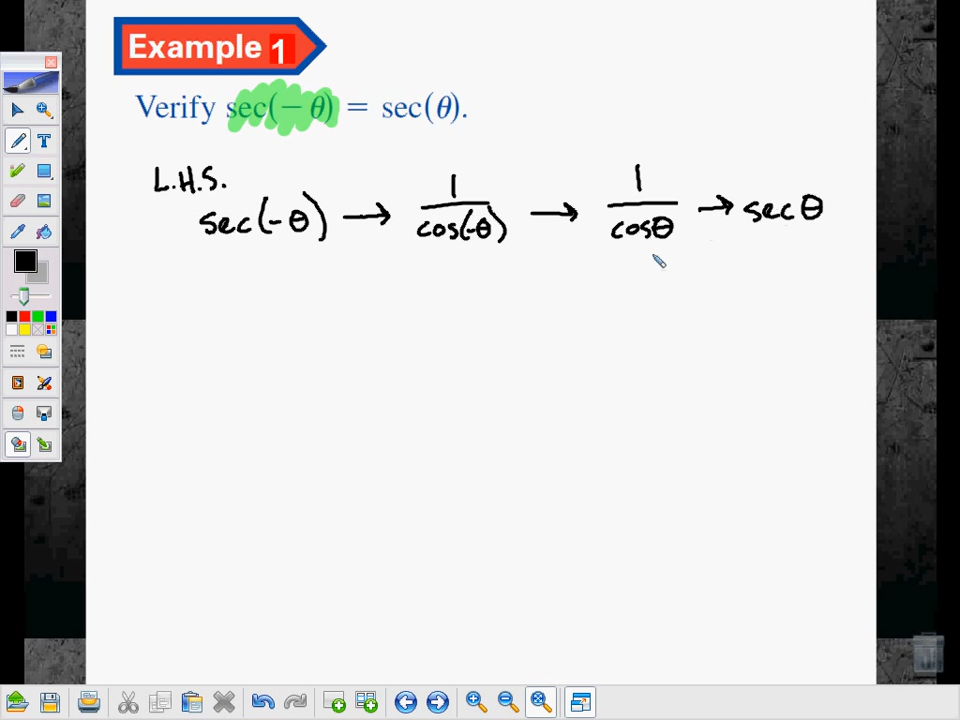 Example 1
Verify sec(−θ) = sec(θ).
L.H.S.
sec(-θ) → 1/cos(-θ) → 1/cosθ → secθ
T